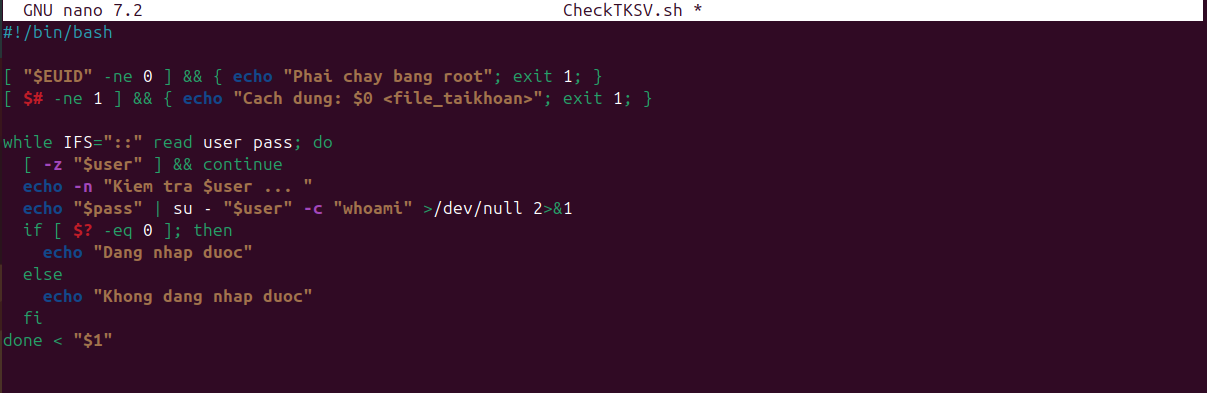 GNU nano 7.2 CheckTKSV.sh *
#!/bin/bash
[ "$EUID" -ne 0 ] && { echo "Phai chay bang root"; exit 1; }
[ $# -ne 1 ] && { echo "Cach dung: $0 <file_taikhoan>"; exit 1; }
while IFS="::" read user pass; do
[ -z "$user" ] && continue
echo -n "Kiem tra $user ... "
echo "$pass" | su - "$user" -c "whoami" >/dev/null 2>&1
if [ $? -eq 0 ]; then
echo "Dang nhap duoc"
else
echo "Khong dang nhap duoc"
fi
done < "$1"